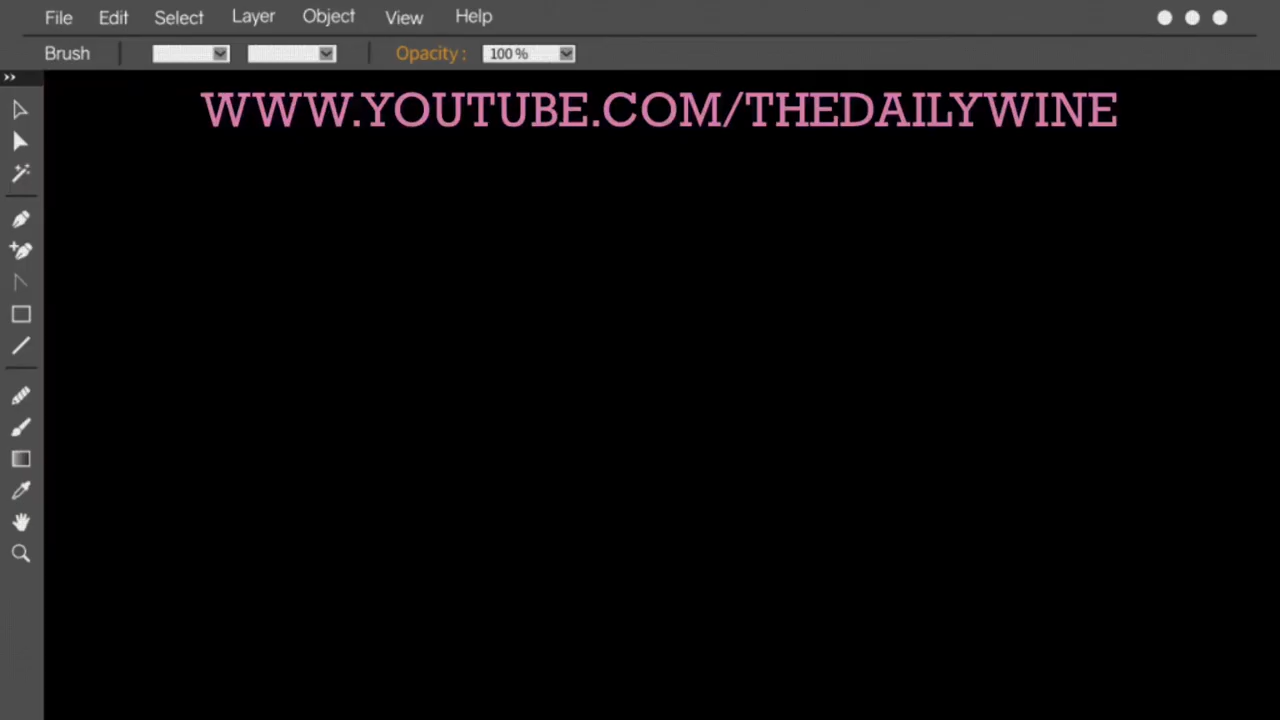 File Edit Select Layer Object View Help
Brush Opacity : 100 %
WWW.YOUTUBE.COM/THEDAILYWINE